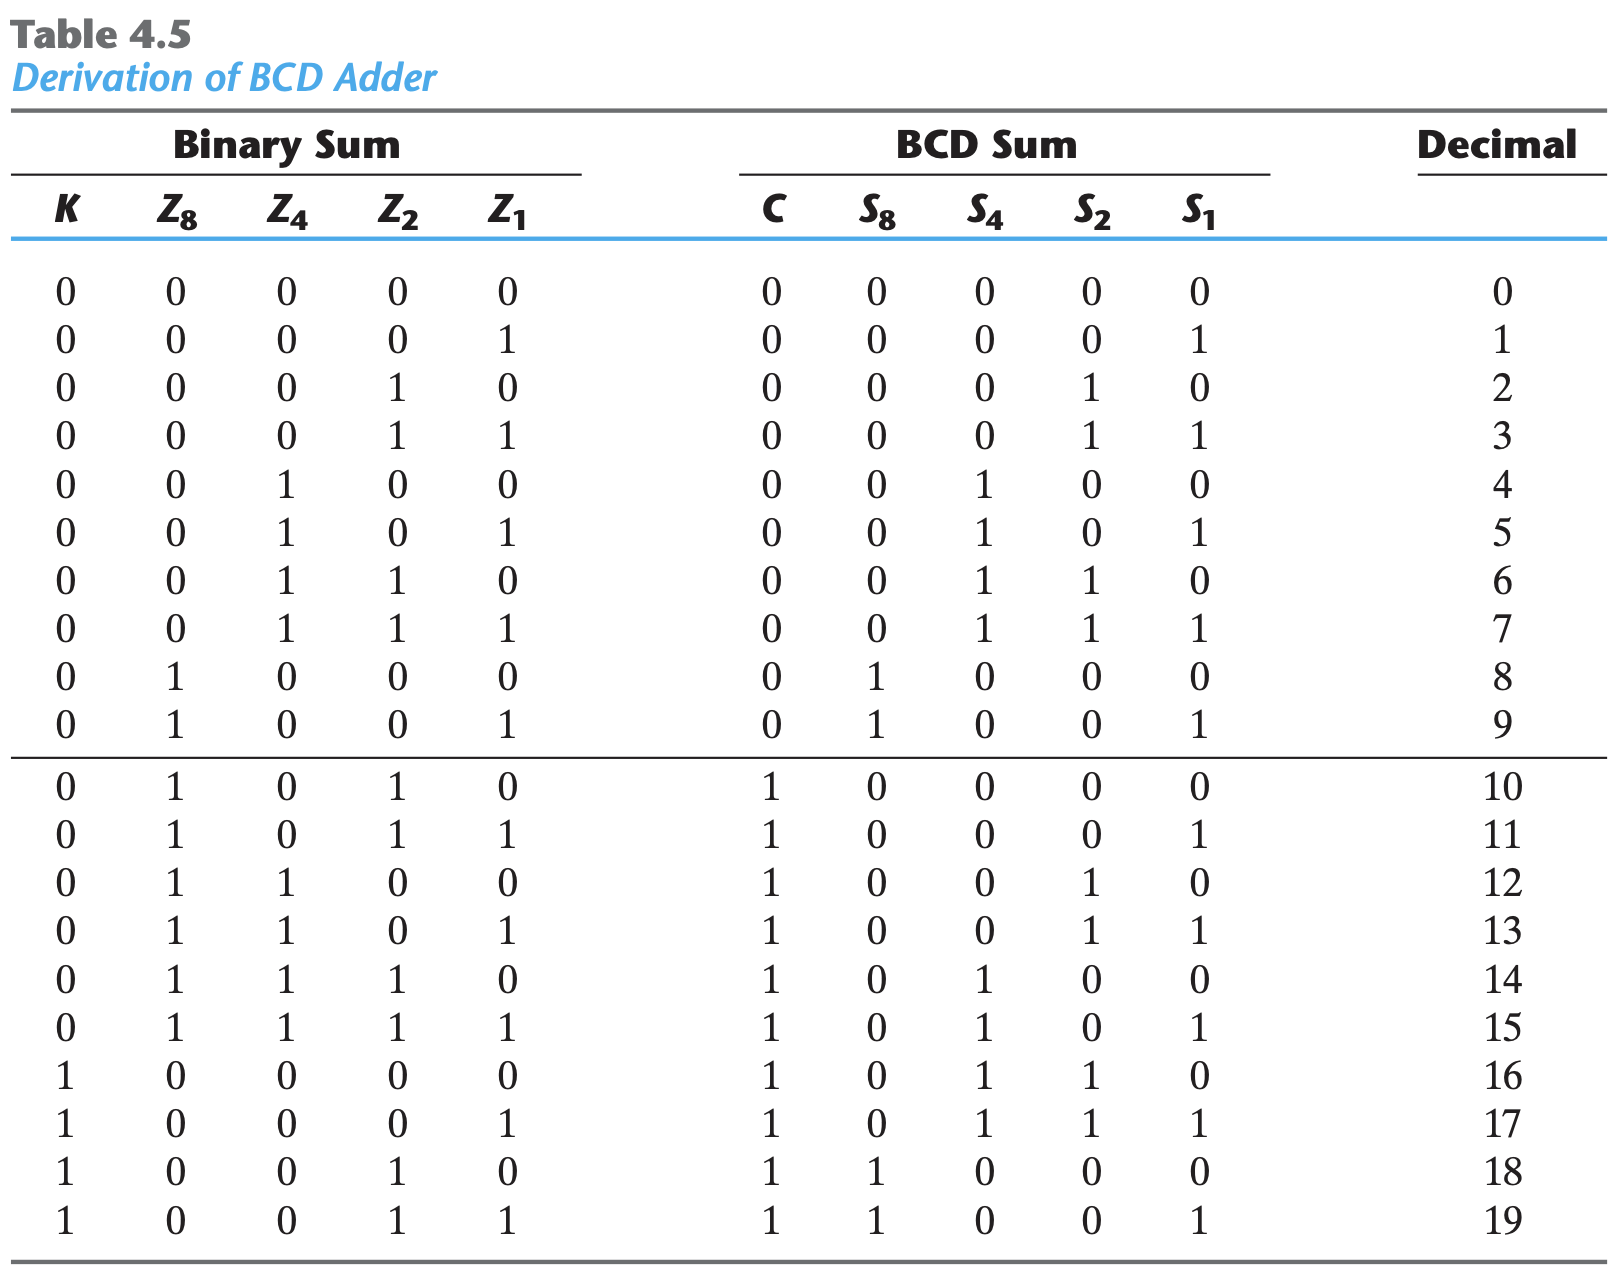 Table 4.5
Derivation of BCD Adder
Binary Sum BCD Sum Decimal
K Z8 Z4 Z2 Z1 C S8 S4 S2 S1
0 0 0 0 0 0 0 0 0 0 0
0 0 0 0 1 0 0 0 0 1 1
0 0 0 1 0 0 0 0 1 0 2
0 0 0 1 1 0 0 0 1 1 3
0 0 1 0 0 0 0 1 0 0 4
0 0 1 0 1 0 0 1 0 1 5
0 0 1 1 0 0 0 1 1 0 6
0 0 1 1 1 0 0 1 1 1 7
0 1 0 0 0 0 1 0 0 0 8
0 1 0 0 1 0 1 0 0 1 9
0 1 0 1 0 1 0 0 0 0 10
0 1 0 1 1 1 0 0 0 1 11
0 1 1 0 0 1 0 0 1 0 12
0 1 1 0 1 1 0 0 1 1 13
0 1 1 1 0 1 0 1 0 0 14
0 1 1 1 1 1 0 1 0 1 15
1 0 0 0 0 1 0 1 1 0 16
1 0 0 0 1 1 0 1 1 1 17
1 0 0 1 0 1 1 0 0 0 18
1 0 0 1 1 1 1 0 0 1 19